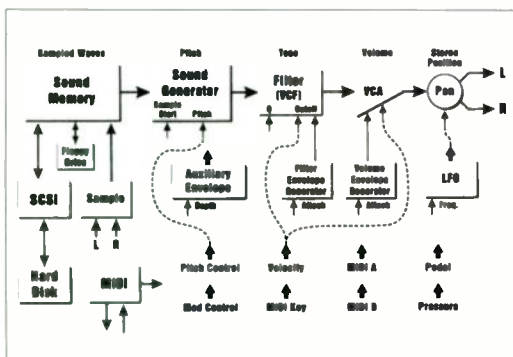 Sampled Waves
Pitch
Tone
Volume
Stereo
Position
Sound
Memory
Sound
Generator
Sample
Start
Pitch
Filter
(VCF)
Q
Cutoff
VCA
Pan
L
R
Floppy
SCSI
Sample
L
R
Auxiliary
Envelope
Depth
Filter
Envelope
Generator
Attack
Volume
Envelope
Generator
Attack
LFO
Freq.
Hard
Disk
MIDI
Pitch Control
Velocity
MIDI A
Pedal
Mod Control
MIDI Key
MIDI B
Pressure